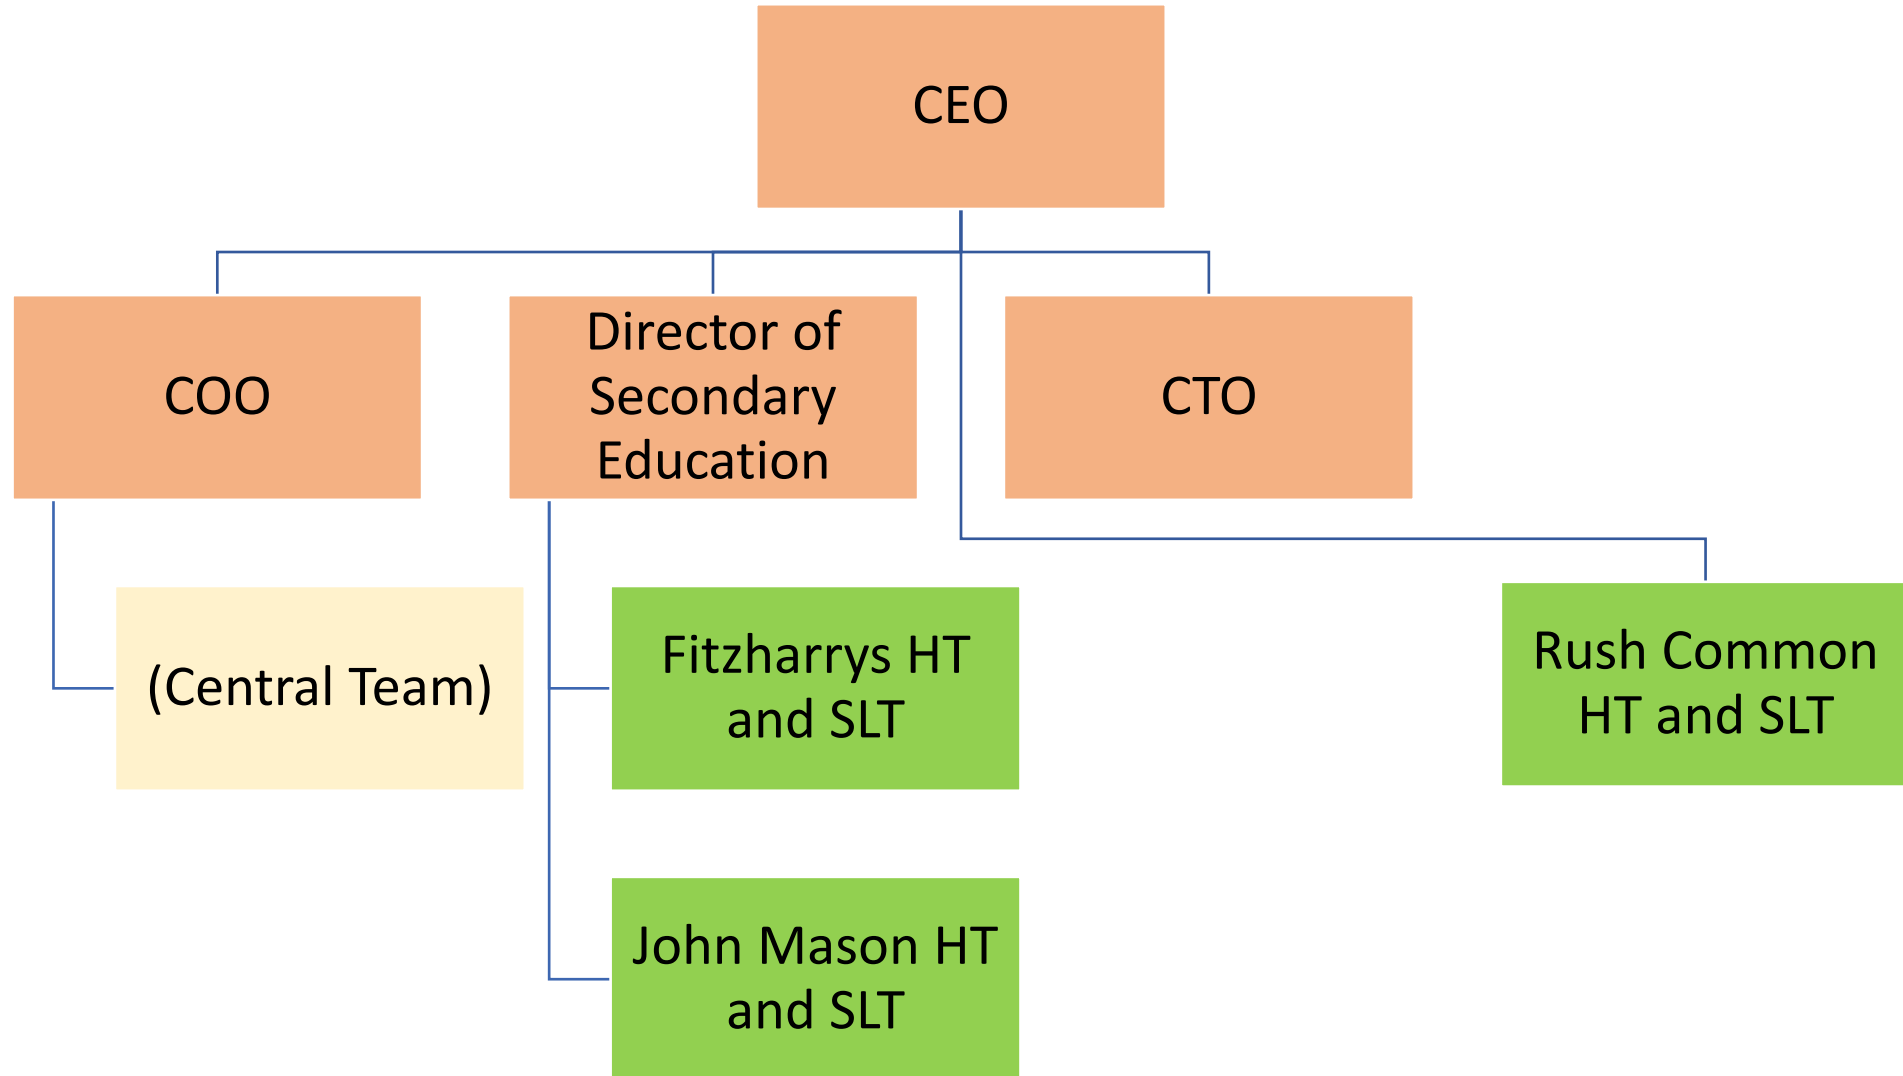 CEO
COO
Director of
Secondary
Education
CTO
(Central Team)
Fitzharrys HT
and SLT
Rush Common
HT and SLT
John Mason HT
and SLT